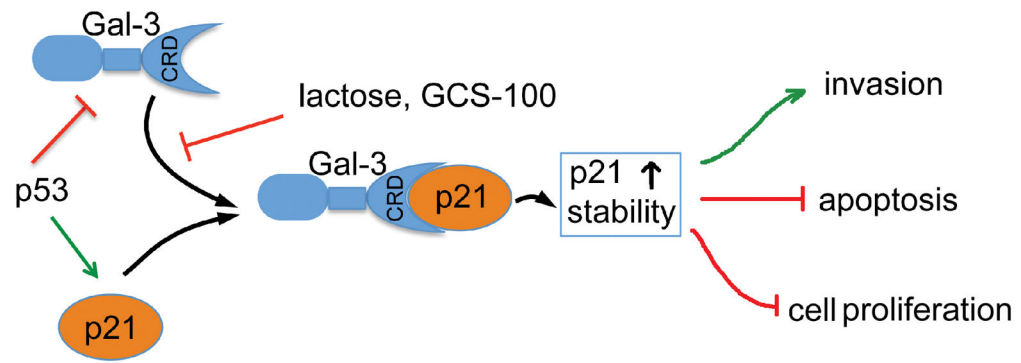 Gal-3
CRD
lactose, GCS-100
invasion
p53
Gal-3
CRD
p21
p21 ↑
stability
apoptosis
p21
cell proliferation